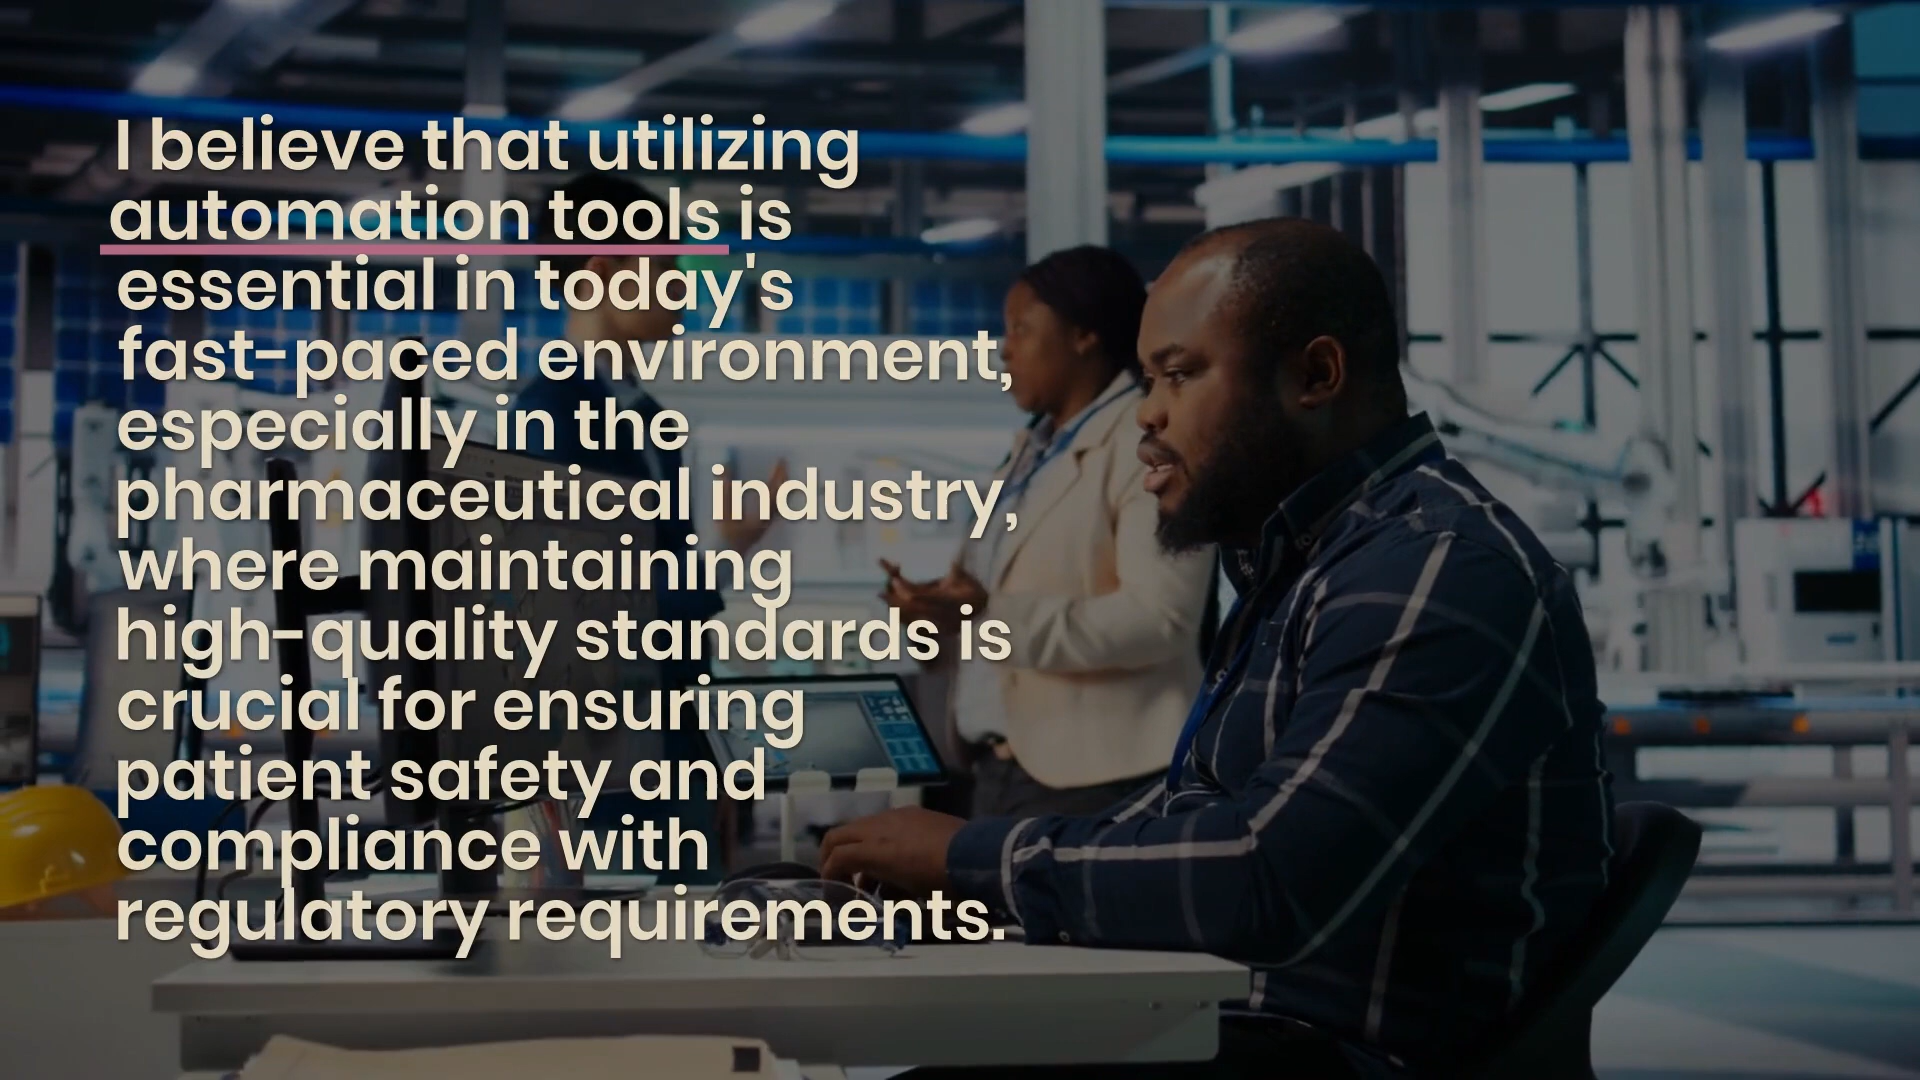 I believe that utilizing
automation tools is
essential in today's
fast-paced environment,
especially in the
pharmaceutical industry,
where maintaining
high-quality standards is
crucial for ensuring
patient safety and
compliance with
regulatory requirements.